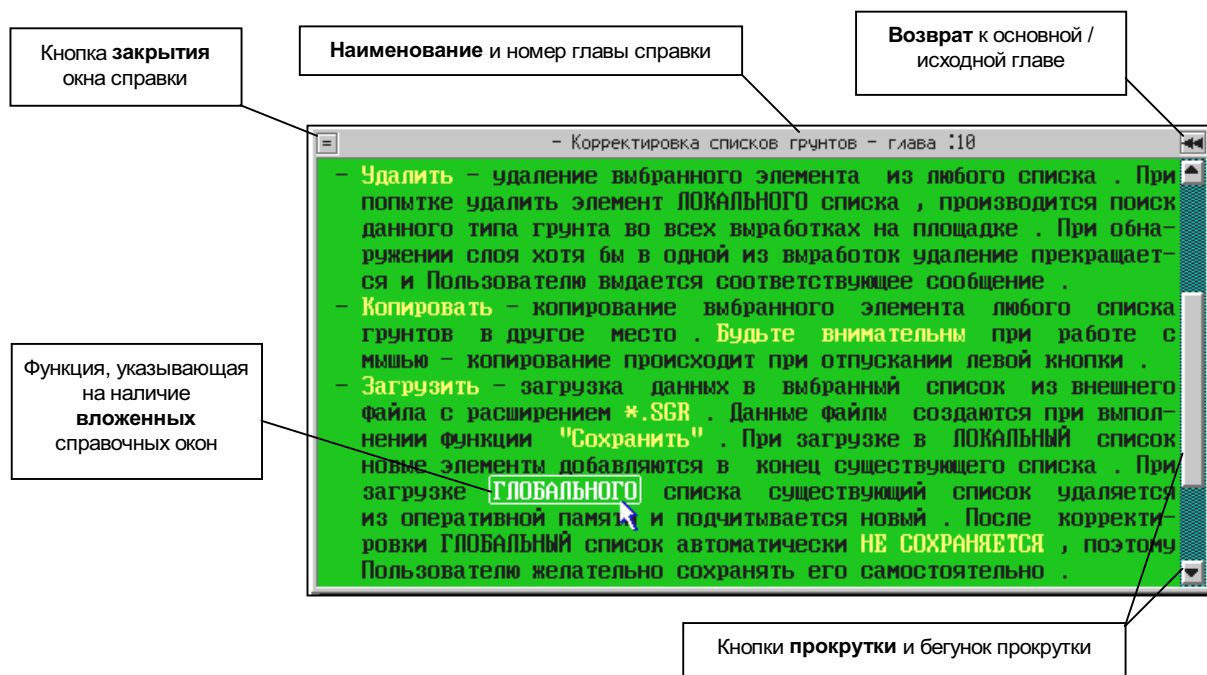 Кнопка закрытия
окна справки
Наименование и номер главы справки
Возврат к основной /
исходной главе
= - Корректировка списков грунтов - глава :10
- Удалить - удаление выбранного элемента из любого списка . При
попытке удалить элемент ЛОКАЛЬНОГО списка , производится поиск
данного типа грунта во всех выработках на площадке . При обна-
ружении слоя хотя бы в одной из выработок удаление прекращает-
ся и Пользователю выдается соответствующее сообщение .
- Копировать - копирование выбранного элемента любого списка
грунтов в другое место . Будьте внимательны при работе с
мышью - копирование происходит при отпускании левой кнопки .
- Загрузить - загрузка данных в выбранный список из внешнего
файла с расширением *.SGR . Данные файлы создаются при выпол-
нении функции "Сохранить" . При загрузке в ЛОКАЛЬНЫЙ список
новые элементы добавляются в конец существующего списка . При
загрузке ГЛОБАЛЬНОГО списка существующий список удаляется
из оперативной памяти и подчитывается новый . После корректи-
ровки ГЛОБАЛЬНЫЙ список автоматически НЕ СОХРАНЯЕТСЯ , поэтому
Пользователю желательно сохранять его самостоятельно .
Функция, указывающая
на наличие
вложенных
справочных окон
Кнопки прокрутки и бегунок прокрутки